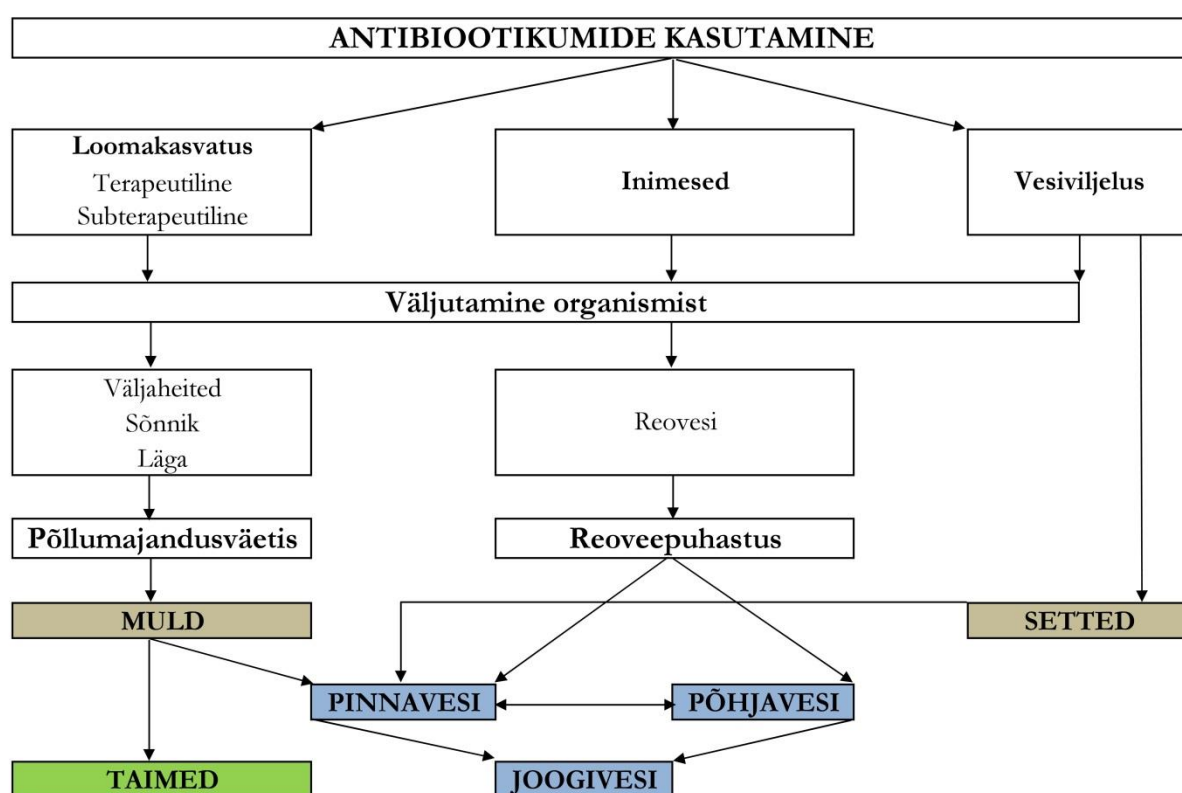 ANTIBIOOTIKUMIDE KASUTAMINE
Loomakasvatus
Terapeutiline
Subterapeutiline
Inimesed
Vesiviljelus
Väljutamine organismist
Väljaheited
Sõnnik
Läga
Reovesi
Põllumajandusväetis
Reoveepuhastus
MULD
SETTED
PINNAVESI
PÕHJAVESI
TAIMED
JOOGIVESI